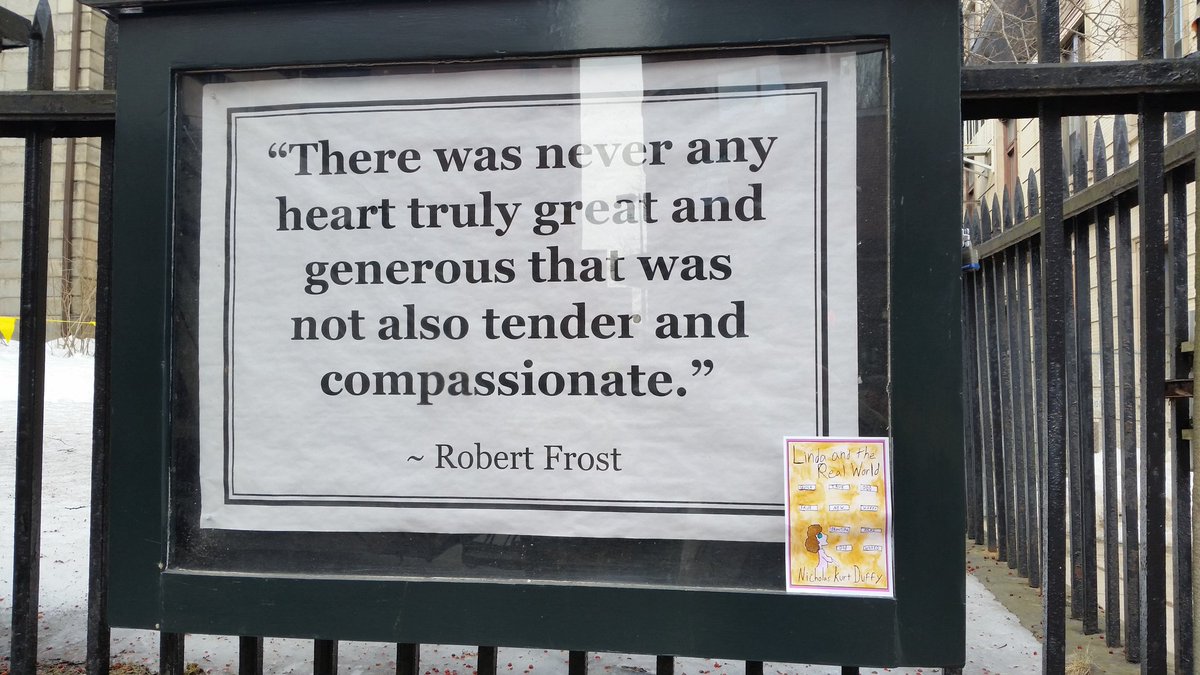 “There was never any
heart truly great and
generous that was
not also tender and
compassionate.”
~ Robert Frost
Linda and the
Real World
Nicholas Kurt Duffy